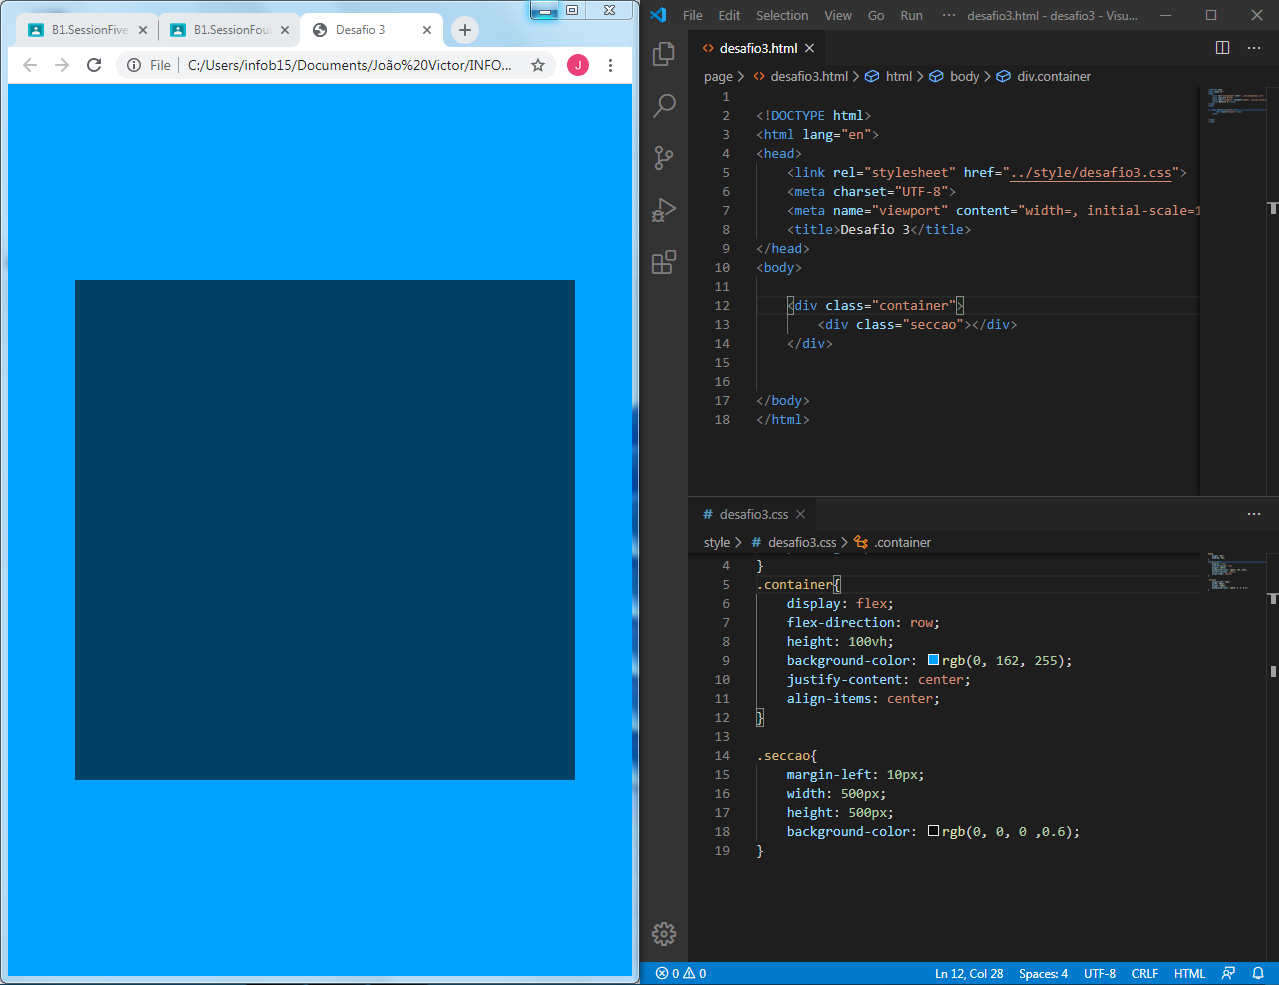 B1.SessionFive
B1.SessionFou
Desafio 3
File
C:/Users/infob15/Documents/João%20Victor/INFO...
J
File Edit Selection View Go Run ··· desafio3.html - desafio3 - Visu...
<> desafio3.html
page > <> desafio3.html > html > body > div.container
1
2 <!DOCTYPE html>
3 <html lang="en">
4 <head>
5 <link rel="stylesheet" href="../style/desafio3.css">
6 <meta charset="UTF-8">
7 <meta name="viewport" content="width=, initial-scale=1
8 <title>Desafio 3</title>
9 </head>
10 <body>
11
12 <div class="container">
13 <div class="seccao"></div>
14 </div>
15
16
17 </body>
18 </html>
# desafio3.css
style > # desafio3.css > .container
4 }
5 .container{
6 display: flex;
7 flex-direction: row;
8 height: 100vh;
9 background-color: rgb(0, 162, 255);
10 justify-content: center;
11 align-items: center;
12 }
13
14 .seccao{
15 margin-left: 10px;
16 width: 500px;
17 height: 500px;
18 background-color: rgb(0, 0, 0 ,0.6);
19 }
0 0 Ln 12, Col 28 Spaces: 4 UTF-8 CRLF HTML